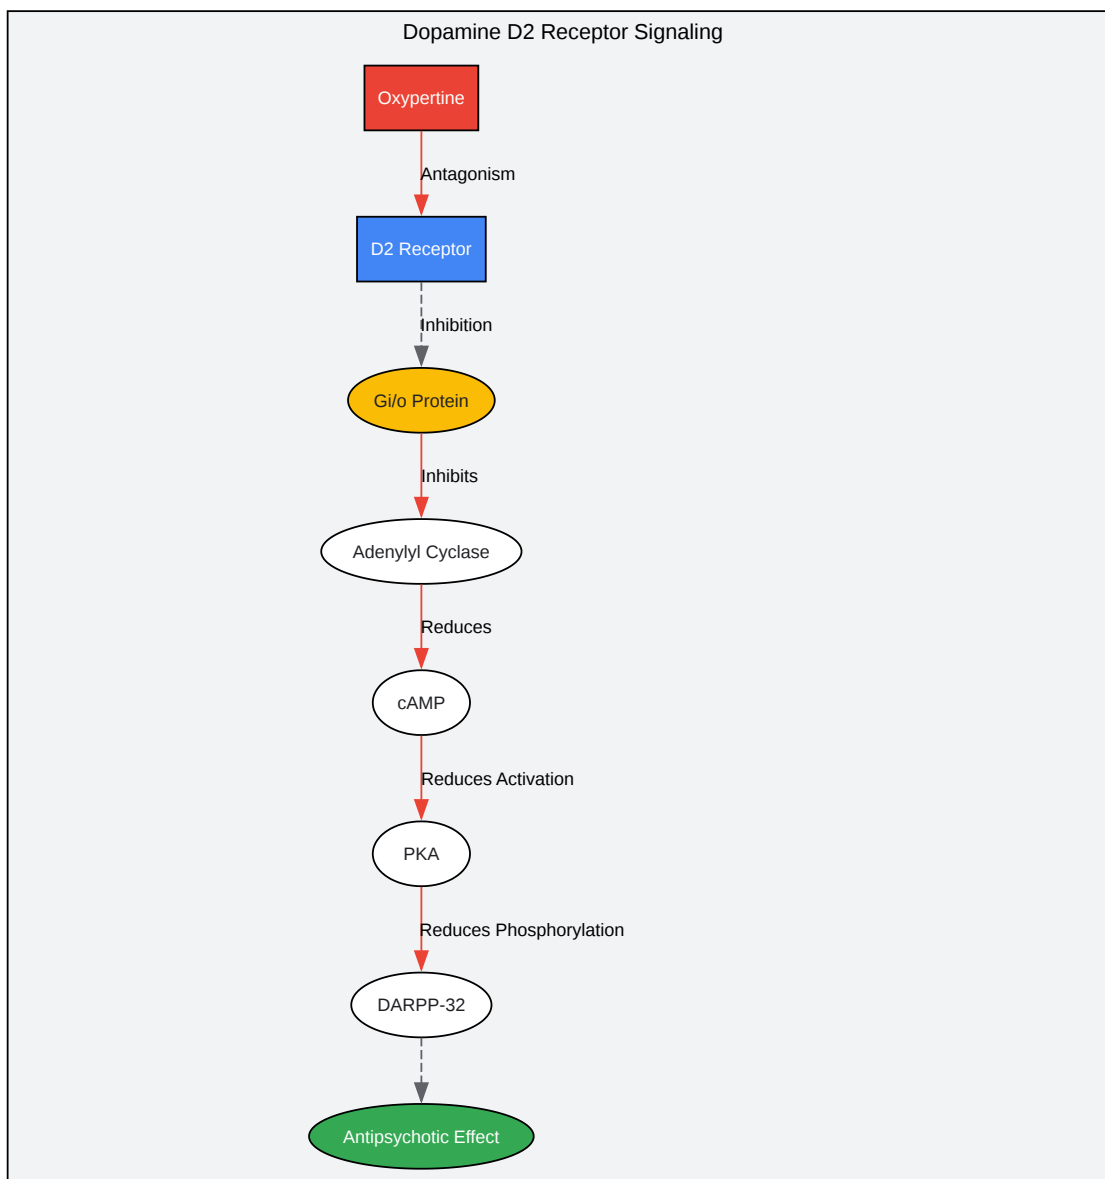 Dopamine D2 Receptor Signaling
Oxypertine
Antagonism
D2 Receptor
Inhibition
Gi/o Protein
Inhibits
Adenylyl Cyclase
Reduces
cAMP
Reduces Activation
PKA
Reduces Phosphorylation
DARPP-32
Antipsychotic Effect